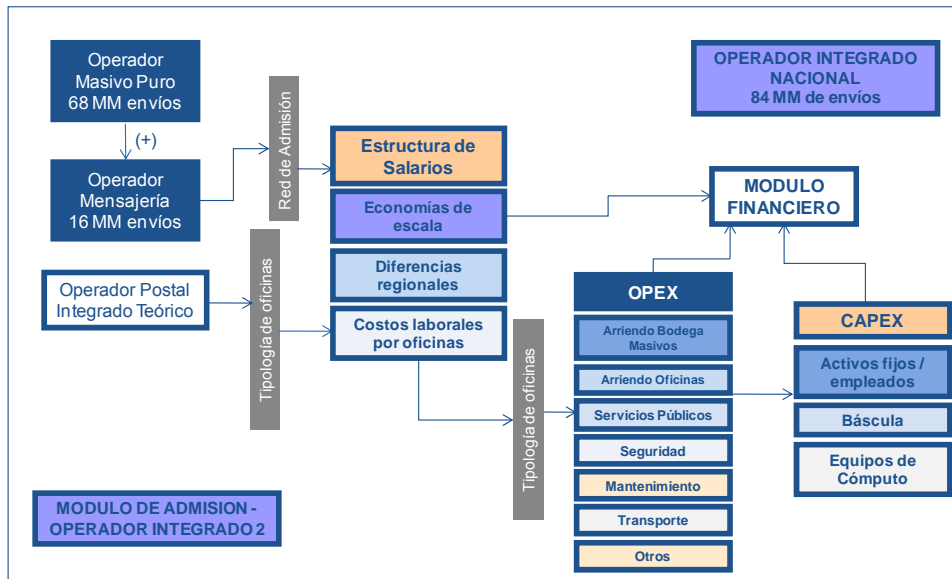 Operador
Masivo Puro
68 MM envíos
(+)
Operador
Mensajería
16 MM envíos
Operador Postal
Integrado Teórico
Red de Admisión
Tipología de oficinas
Estructura de
Salarios
Economías de
escala
Diferencias
regionales
Costos laborales
por oficinas
Tipología de oficinas
OPERADOR INTEGRADO
NACIONAL
84 MM de envíos
MODULO
FINANCIERO
OPEX
Arriendo Bodega
Masivos
Arriendo Oficinas
Servicios Públicos
Seguridad
Mantenimiento
Transporte
Otros
CAPEX
Activos fijos /
empleados
Báscula
Equipos de
Cómputo
MODULO DE ADMISION -
OPERADOR INTEGRADO 2